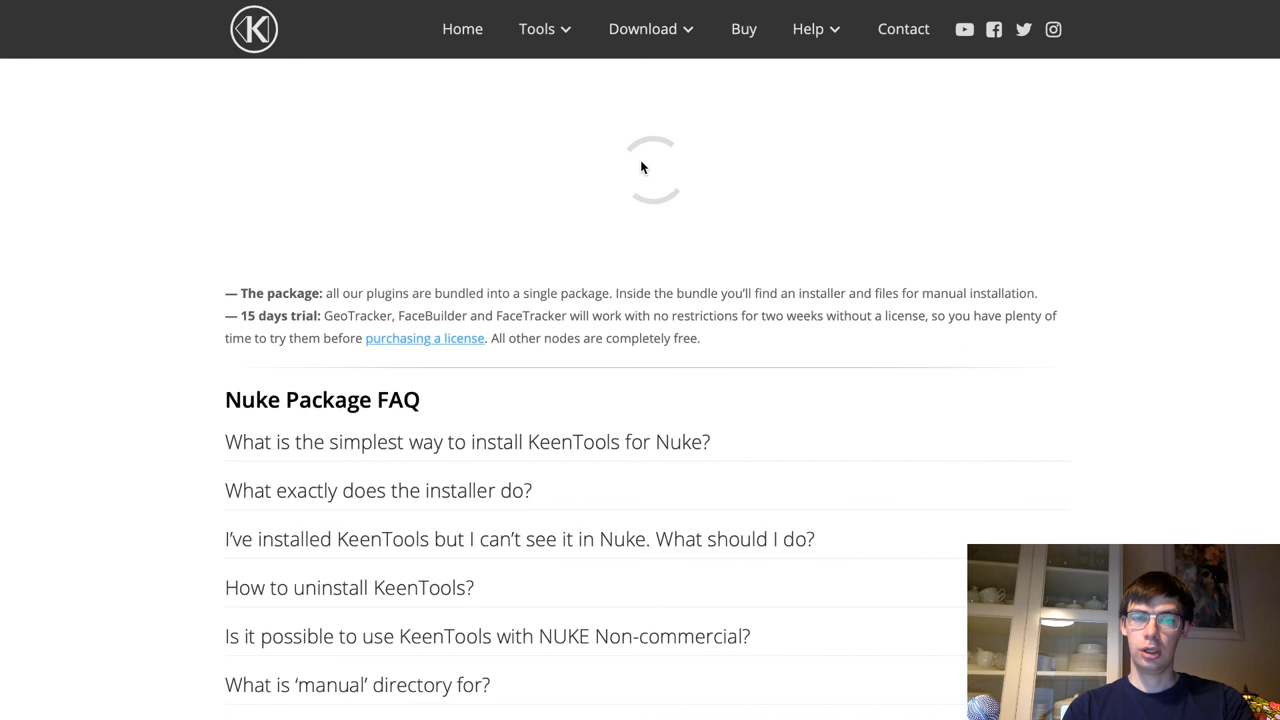 K
Home Tools Download Buy Help Contact
— The package: all our plugins are bundled into a single package. Inside the bundle you’ll find an installer and files for manual installation.
— 15 days trial: GeoTracker, FaceBuilder and FaceTracker will work with no restrictions for two weeks without a license, so you have plenty of
time to try them before purchasing a license. All other nodes are completely free.
Nuke Package FAQ
What is the simplest way to install KeenTools for Nuke?
What exactly does the installer do?
I’ve installed KeenTools but I can’t see it in Nuke. What should I do?
How to uninstall KeenTools?
Is it possible to use KeenTools with NUKE Non-commercial?
What is ‘manual’ directory for?